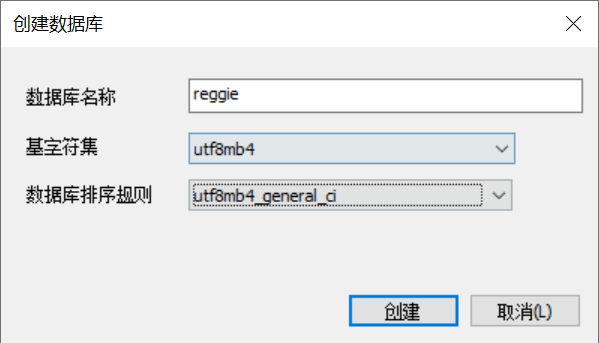 创建数据库
数据库名称 reggie
基字符集 utf8mb4
数据库排序规则 utf8mb4_general_ci
创建 取消(L)